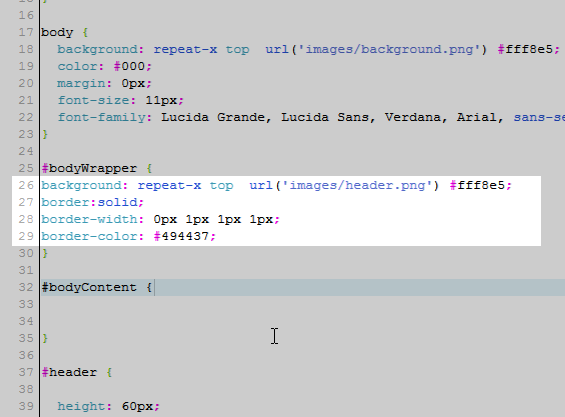 15 }
16
17 body {
18 background: repeat-x top url('images/background.png') #fff8e5;
19 color: #000;
20 margin: 0px;
21 font-size: 11px;
22 font-family: Lucida Grande, Lucida Sans, Verdana, Arial, sans-se
23 }
24
25 #bodyWrapper {
26 background: repeat-x top url('images/header.png') #fff8e5;
27 border:solid;
28 border-width: 0px 1px 1px 1px;
29 border-color: #494437;
30 }
31
32 #bodyContent {
33
34
35 }
36
37 #header {
38
39 height: 60px;